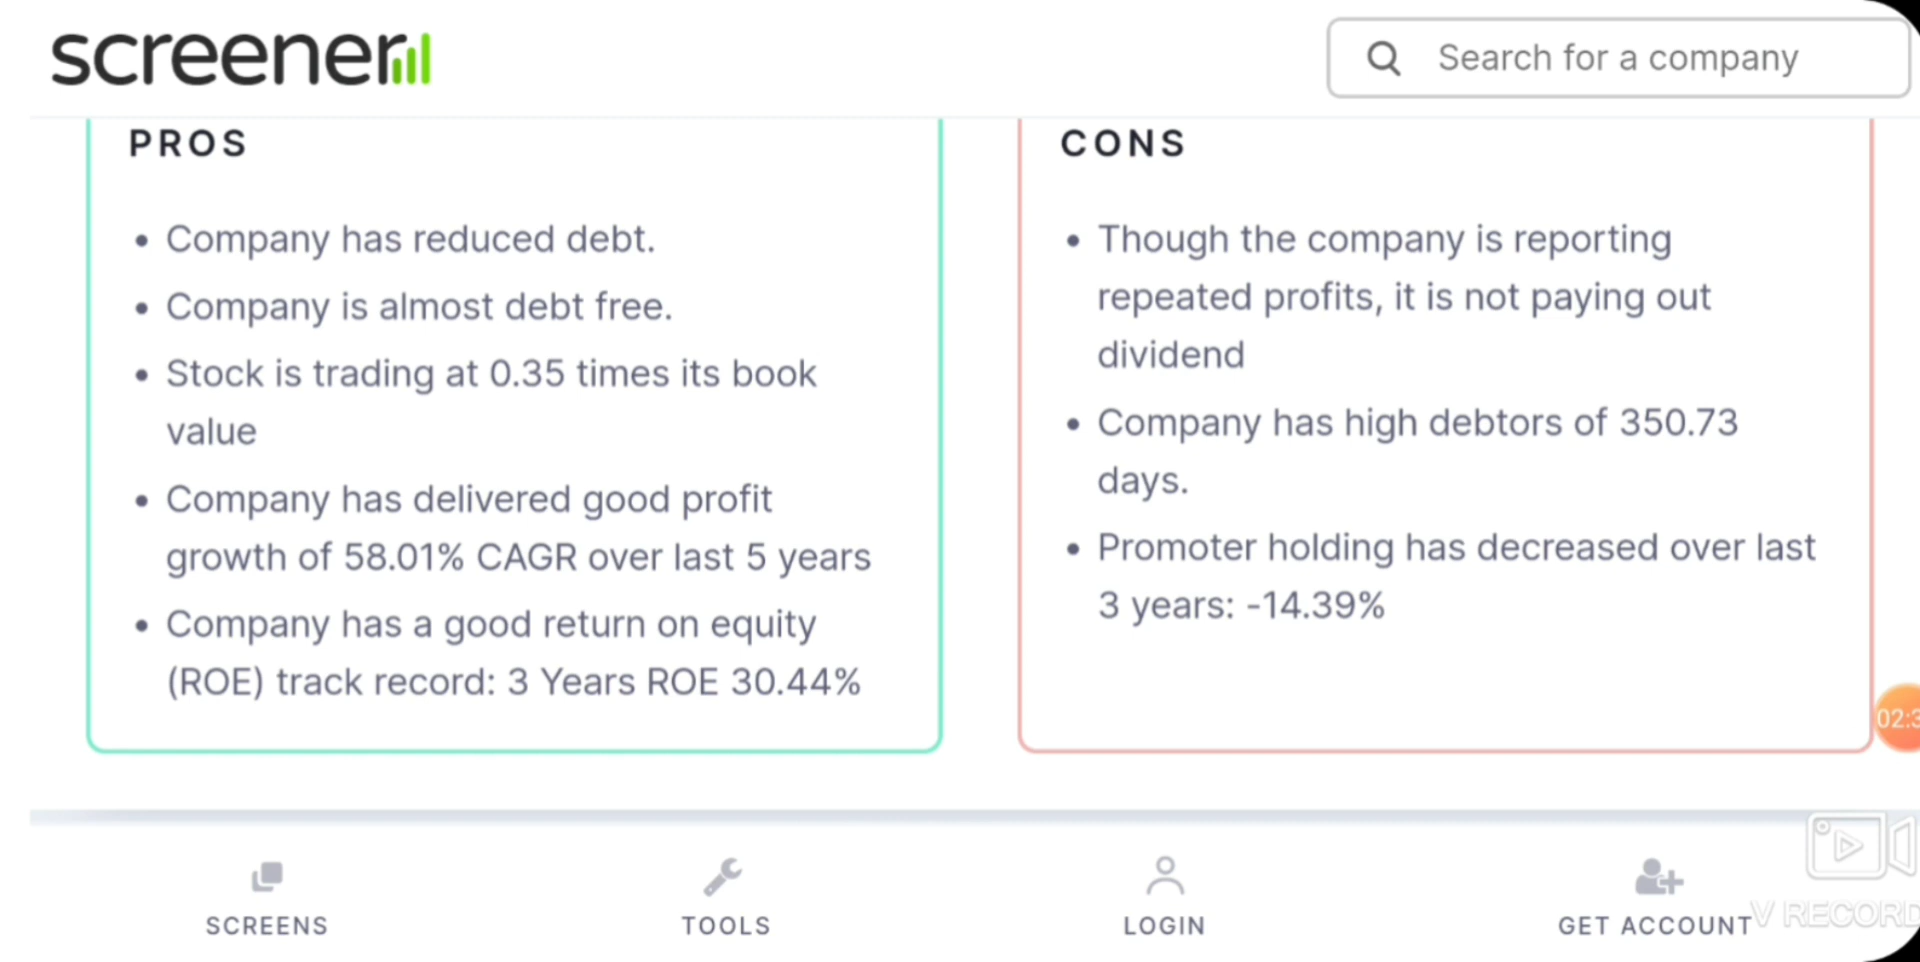 screener
Search for a company
PROS
• Company has reduced debt.
• Company is almost debt free.
• Stock is trading at 0.35 times its book
value
• Company has delivered good profit
growth of 58.01% CAGR over last 5 years
• Company has a good return on equity
(ROE) track record: 3 Years ROE 30.44%
CONS
• Though the company is reporting
repeated profits, it is not paying out
dividend
• Company has high debtors of 350.73
days.
• Promoter holding has decreased over last
3 years: -14.39%
02:3
SCREENS
TOOLS
LOGIN
GET ACCOUNT
V RECORD